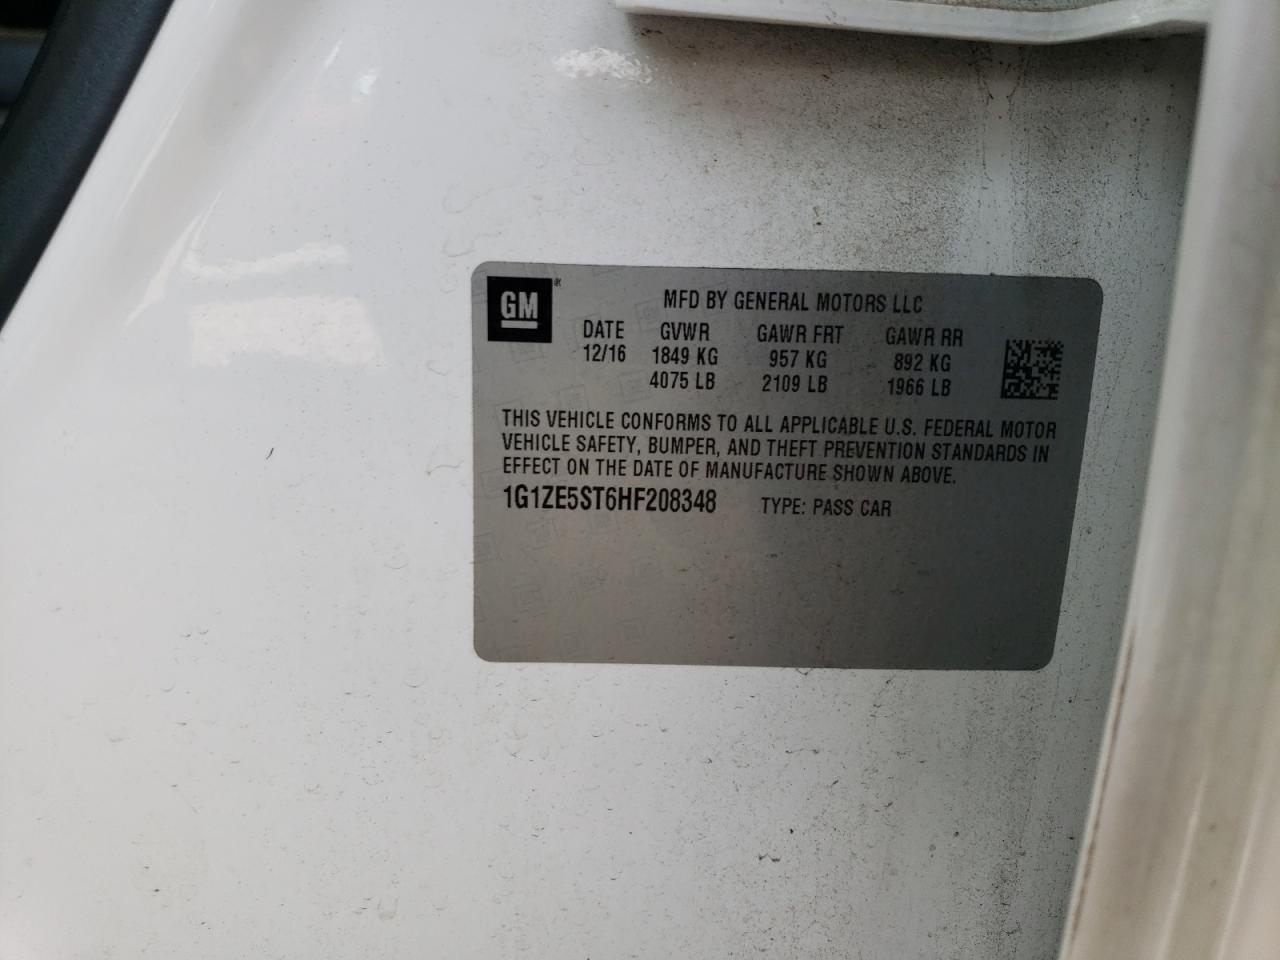 GM®
MFD BY GENERAL MOTORS LLC
DATE GVWR GAWR FRT GAWR RR
12/16 1849 KG 957 KG 892 KG
4075 LB 2109 LB 1966 LB
THIS VEHICLE CONFORMS TO ALL APPLICABLE U.S. FEDERAL MOTOR
VEHICLE SAFETY, BUMPER, AND THEFT PREVENTION STANDARDS IN
EFFECT ON THE DATE OF MANUFACTURE SHOWN ABOVE.
1G1ZE5ST6HF208348 TYPE: PASS CAR